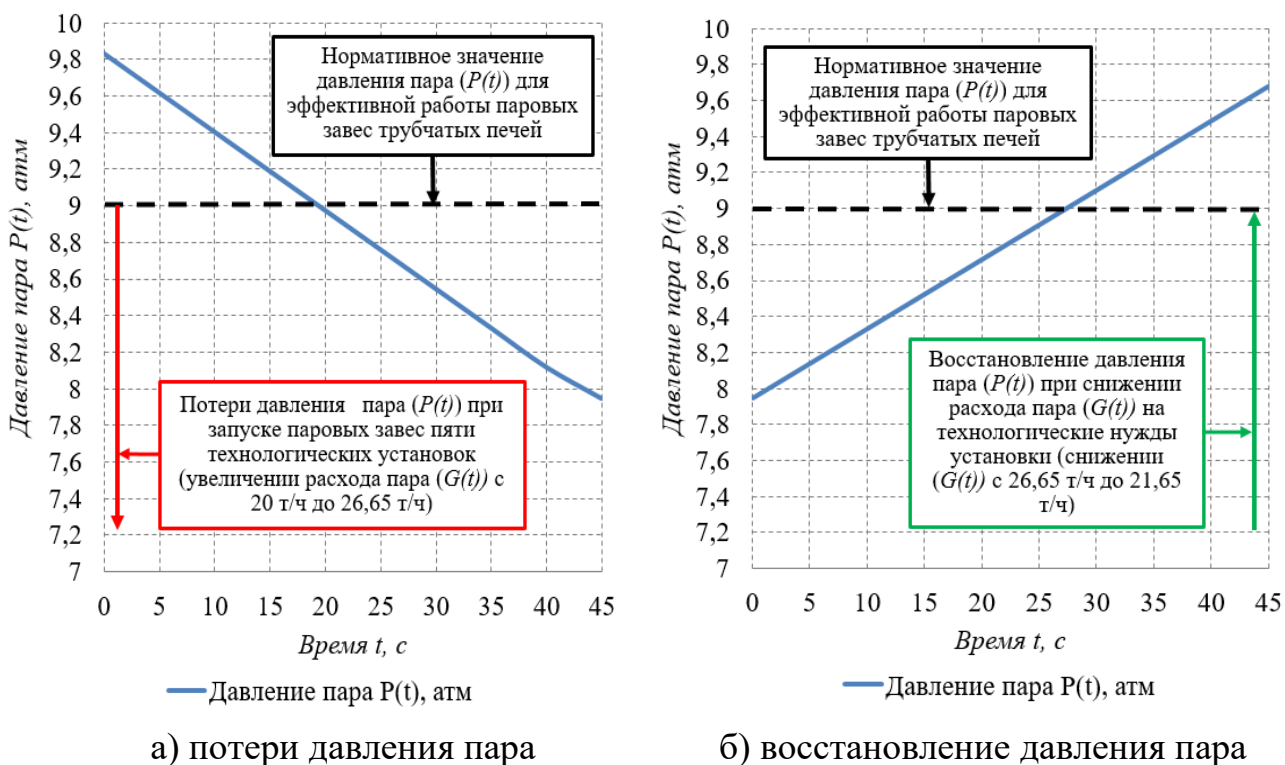 Давление пара P(t), атм
10
9,8
9,6
9,4
9,2
9
8,8
8,6
8,4
8,2
8
7,8
7,6
7,4
7,2
7
Нормативное значение
давления пара (P(t)) для
эффективной работы паровых
завес трубчатых печей
Потери давления пара (P(t)) при
запуске паровых завес пяти
технологических установок
(увеличении расхода пара (G(t)) с
20 т/ч до 26,65 т/ч)
0 5 10 15 20 25 30 35 40 45
Время t, с
Давление пара P(t), атм
а) потери давления пара
Давление пара P(t), атм
10
9,8
9,6
9,4
9,2
9
8,8
8,6
8,4
8,2
8
7,8
7,6
7,4
7,2
7
Нормативное значение
давления пара (P(t)) для
эффективной работы паровых
завес трубчатых печей
Восстановление давления
пара (P(t)) при снижении
расхода пара (G(t)) на
технологические нужды
установки (снижении
(G(t)) с 26,65 т/ч до 21,65
т/ч)
0 5 10 15 20 25 30 35 40 45
Время t, с
Давление пара P(t), атм
б) восстановление давления пара